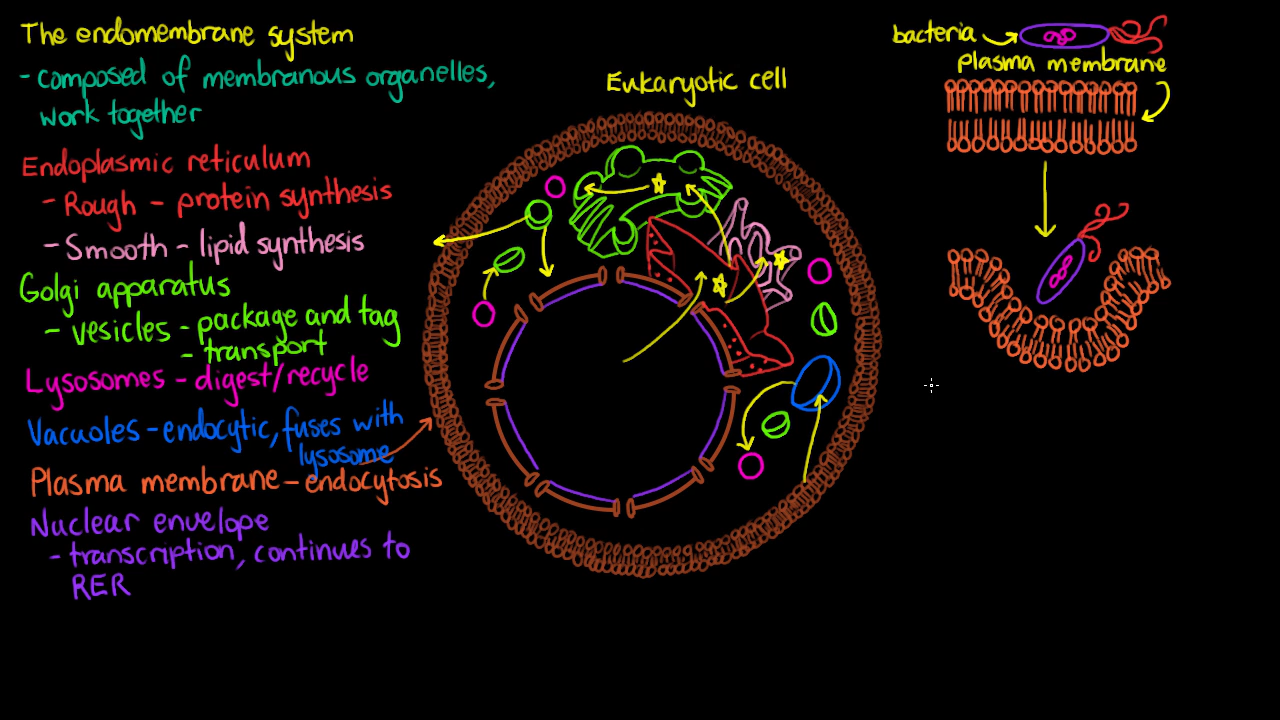 The endomembrane system
- composed of membranous organelles,
work together
Endoplasmic reticulum
- Rough - protein synthesis
- Smooth - lipid synthesis
Golgi apparatus
- vesicles - package and tag
- transport
Lysosomes - digest/recycle
Vacuoles - endocytic, fuses with
lysosome
Plasma membrane - endocytosis
Nuclear envelope
- transcription, continues to
RER
Eukaryotic cell
bacteria
plasma membrane